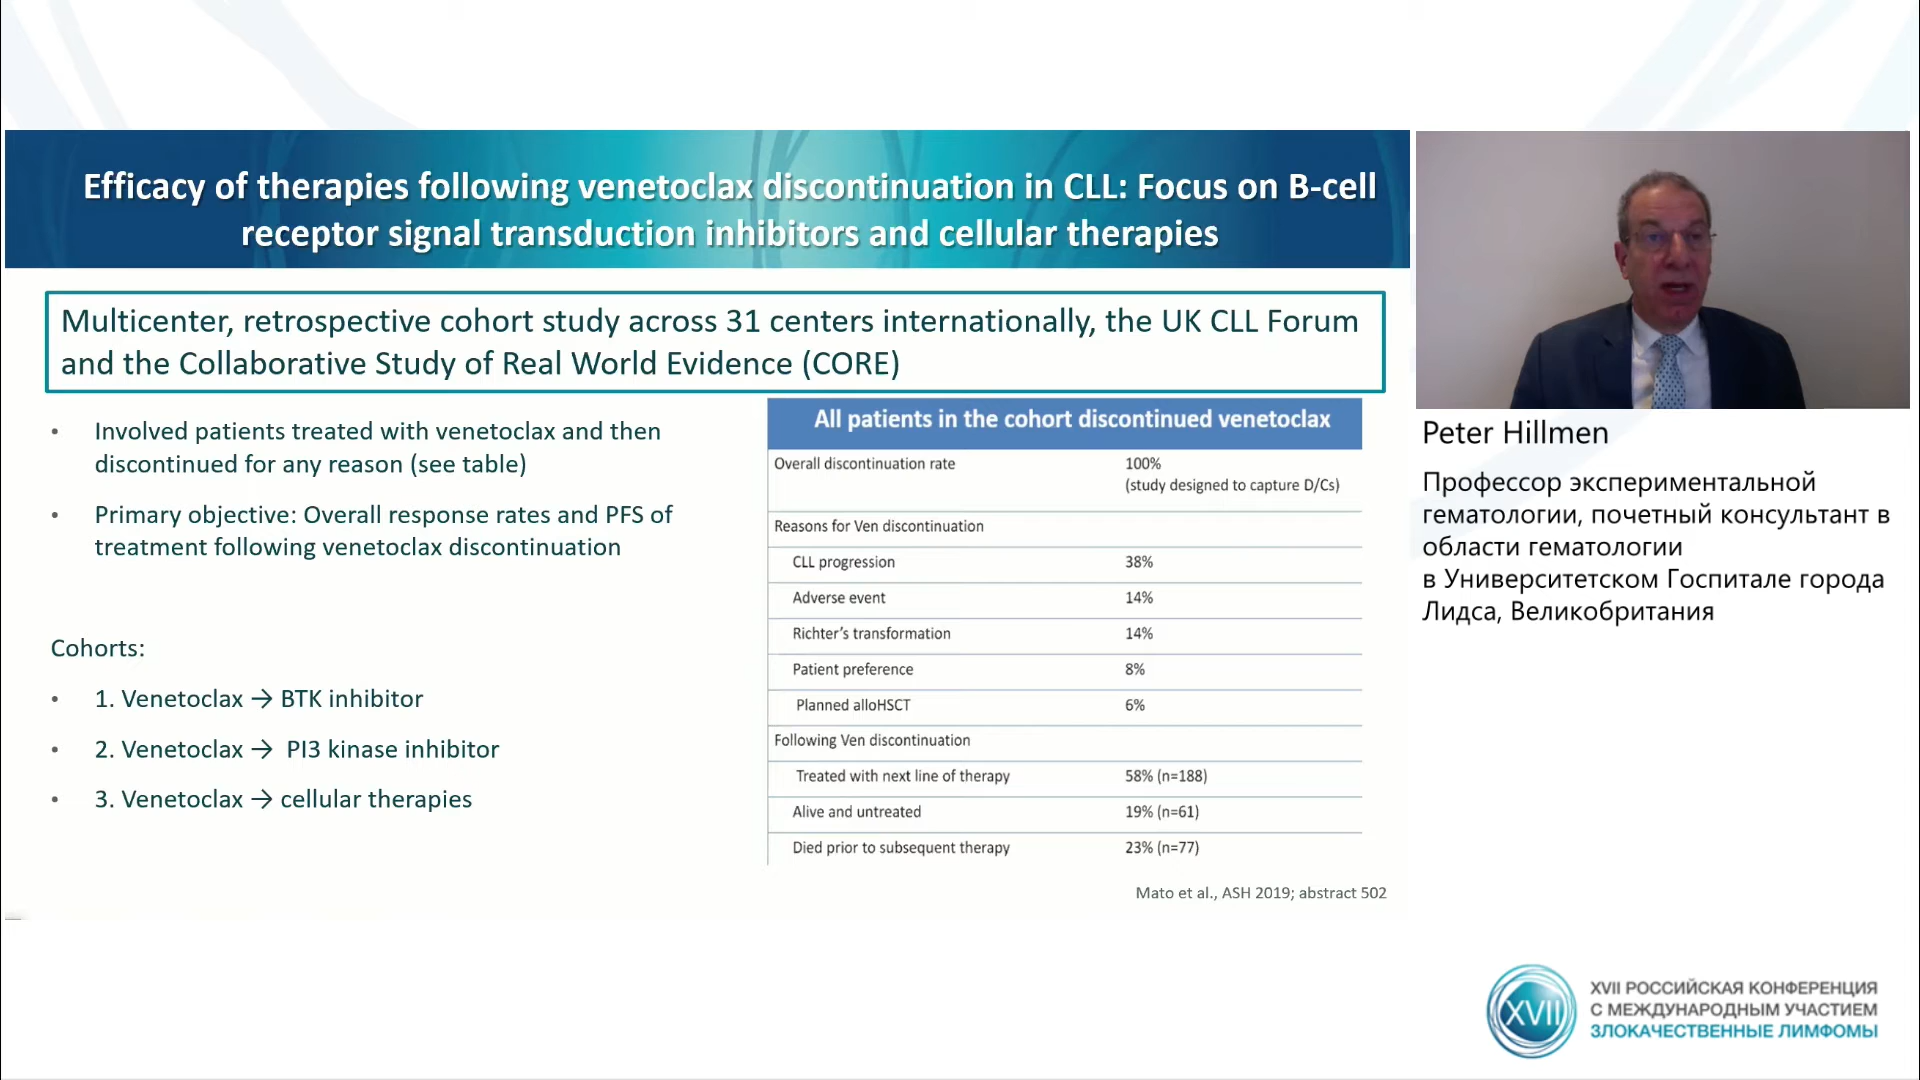 Efficacy of therapies following venetoclax discontinuation in CLL: Focus on B-cell
receptor signal transduction inhibitors and cellular therapies
Multicenter, retrospective cohort study across 31 centers internationally, the UK CLL Forum
and the Collaborative Study of Real World Evidence (CORE)
• Involved patients treated with venetoclax and then
discontinued for any reason (see table)
• Primary objective: Overall response rates and PFS of
treatment following venetoclax discontinuation
Cohorts:
• 1. Venetoclax → BTK inhibitor
• 2. Venetoclax → PI3 kinase inhibitor
• 3. Venetoclax → cellular therapies
All patients in the cohort discontinued venetoclax
Overall discontinuation rate 100%
(study designed to capture D/Cs)
Reasons for Ven discontinuation
CLL progression 38%
Adverse event 14%
Richter's transformation 14%
Patient preference 8%
Planned alloHSCT 6%
Following Ven discontinuation
Treated with next line of therapy 58% (n=188)
Alive and untreated 19% (n=61)
Died prior to subsequent therapy 23% (n=77)
Mato et al., ASH 2019; abstract 502
Peter Hillmen
Профессор экспериментальной
гематологии, почетный консультант в
области гематологии
в Университетском Госпитале города
Лидса, Великобритания
XVII
XVII РОССИЙСКАЯ КОНФЕРЕНЦИЯ
С МЕЖДУНАРОДНЫМ УЧАСТИЕМ
ЗЛОКАЧЕСТВЕННЫЕ ЛИМФОМЫ